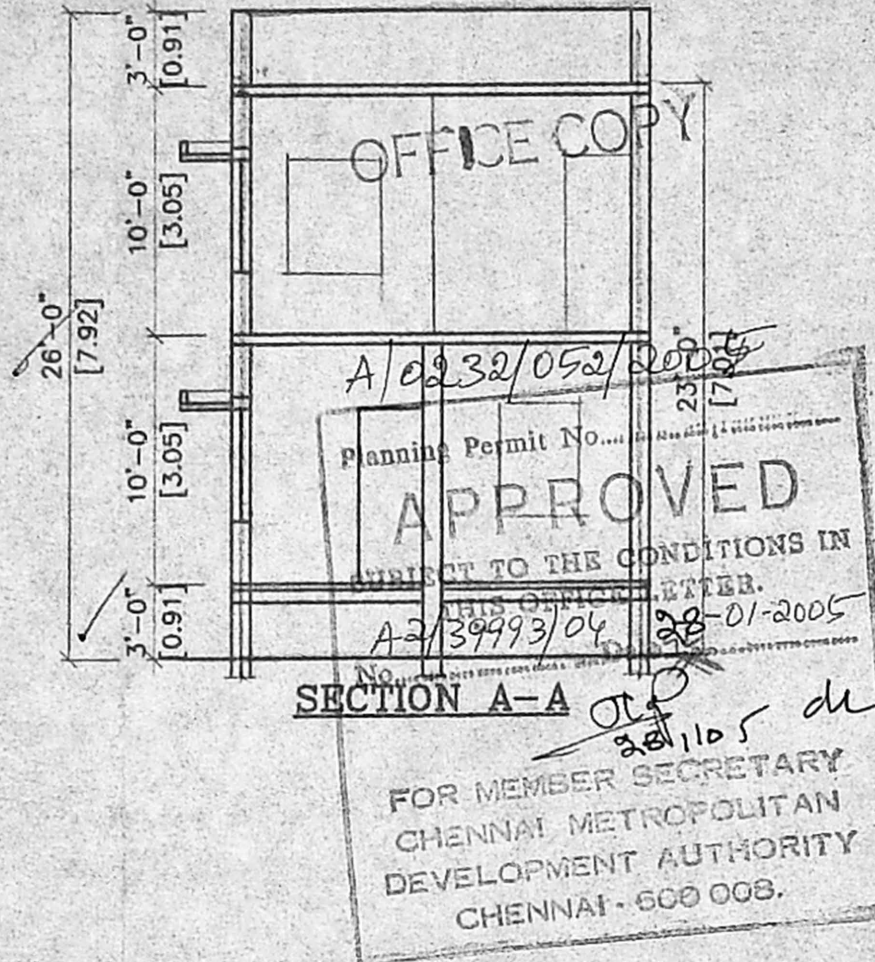 3'-0"
[0.91]
OFFICE COPY
10'-0"
[3.05]
26'-0"
[7.92]
A/0232/052/2005
23'-0"
Planning Permit No.
10'-0"
[3.05]
APPROVED
SUBJECT TO THE CONDITIONS IN
THIS OFFICE LETTER.
3'-0"
[0.91]
A2/39993/04 28-01-2005
No.
SECTION A-A
28/1/05
FOR MEMBER SECRETARY
CHENNAI METROPOLITAN
DEVELOPMENT AUTHORITY
CHENNAI - 600 008.